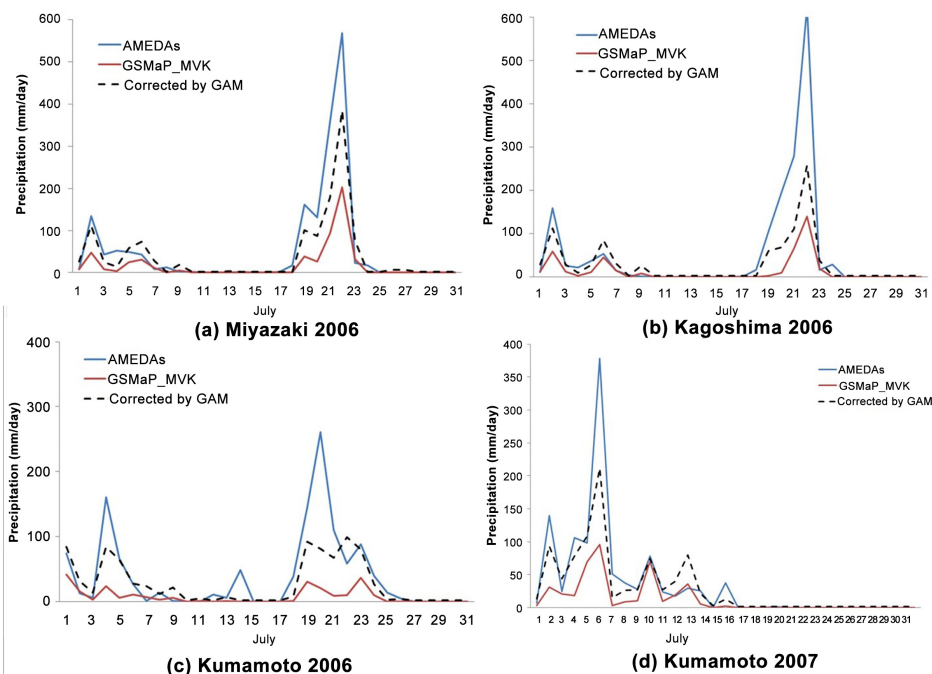 600
500
400
300
200
100
0
Precipitation (mm/day)
AMEDAs
GSMaP_MVK
Corrected by GAM
1 3 5 7 9 11 13 15 17 19 21 23 25 27 29 31
July
(a) Miyazaki 2006
600
500
400
300
200
100
0
Precipitation (mm/day)
AMEDAs
GSMaP_MVK
Corrected by GAM
1 3 5 7 9 11 13 15 17 19 21 23 25 27 29 31
July
(b) Kagoshima 2006
400
300
200
100
0
Precipitation (mm/day)
AMEDAs
GSMaP_MVK
Corrected by GAM
1 3 5 7 9 11 13 15 17 19 21 23 25 27 29 31
July
(c) Kumamoto 2006
400
350
300
250
200
150
100
50
0
Precipitation (mm/day)
AMEDAs
GSMaP_MVK
Corrected by GAM
1 2 3 4 5 6 7 8 9 10 11 12 13 14 15 16 17 18 19 20 21 22 23 24 25 26 27 28 29 30 31
July
(d) Kumamoto 2007